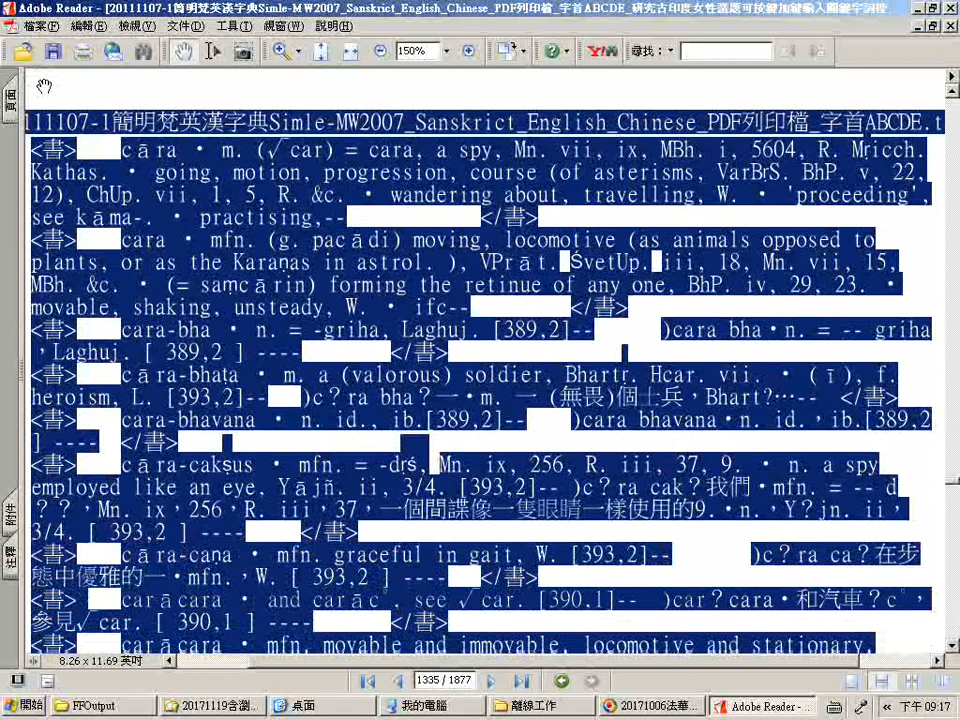 Adobe Reader - [20111107-1簡明梵英漢字典Simle-MW2007_Sanskrict_English_Chinese_PDF列印檔_字首ABCDE_研究古印度女性議題可按
檔案(F) 編輯(E) 檢視(V) 文件(D) 工具(T) 視窗(W) 說明(H)
150% Y! 尋找：
頁面
111107-1簡明梵英漢字典Simle-MW2007_Sanskrict_English_Chinese_PDF列印檔_字首ABCDE.t
<書> cāra ・ m. (√car) = cara, a spy, Mn. vii, ix, MBh. i, 5604, R. Mricch.
Kathas. ・ going, motion, progression, course (of asterisms, VarBṛS. BhP. v, 22,
12), ChUp. vii, 1, 5, R. &c. ・ wandering about, travelling, W. ・ 'proceeding',
see kāma-. ・ practising,-- </書>
<書> cara ・ mfn. (g. pacādi) moving, locomotive (as animals opposed to
plants, or as the Karaṇas in astrol. ), VPrāt. ŚvetUp. iii, 18, Mn. vii, 15,
MBh. &c. ・ (= saṃcārin) forming the retinue of any one, BhP. iv, 29, 23. ・
movable, shaking, unsteady, W. ・ ifc-- </書>
<書> cara-bha ・ n. = -griha, Laghuj. [389,2]-- )cara bha・n. = -- griha
，Laghuj. [ 389,2 ] ---- </書>
<書> cāra-bhaṭa ・ m. a (valorous) soldier, Bhartṛ. Hcar. vii. ・ (ī), f.
heroism, L. [393,2]-- )c？ra bha？一・m. 一 (無畏)個士兵，Bhart?…-- </書>
<書> cara-bhavana ・ n. id., ib.[389,2]-- )cara bhavana・n. id.，ib.[389,2
] ---- </書>
<書> cāra-cakṣus ・ mfn. = -dṛś, Mn. ix, 256, R. iii, 37, 9. ・ n. a spy
employed like an eye, Yājñ. ii, 3/4. [393,2]-- )c？ra cak？我們・mfn. = -- d
？？，Mn. ix，256，R. iii，37，一個間諜像一隻眼睛一樣使用的9.・n.，Y？jn. ii，
3/4. [ 393,2 ] ---- </書>
<書> cāra-caṇa ・ mfn. graceful in gait, W. [393,2]-- )c？ra ca？在步
態中優雅的一・mfn.，W. [ 393,2 ] ---- </書>
<書> carācara ・ and carāc°, see √car. [390,1]-- )car？cara・和汽車？c°，
參見√car. [ 390,1 ] ---- </書>
<書> carācara ・ mfn. movable and immovable, locomotive and stationary,
附件
注釋
8.26 x 11.69 英吋
1335 / 1877
開始 FFOutput 20171119含瀏... 桌面 我的電腦 離線工作 20171006法華... Adobe Reader - ... 下午 09:17